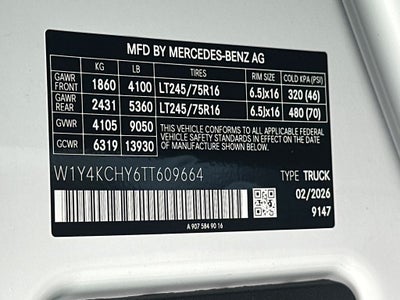 MFD BY MERCEDES-BENZ AG
KG LB TIRES RIM SIZE COLD KPA (PSI)
GAWR FRONT 1860 4100 LT245/75R16 6.5Jx16 320 (46)
GAWR REAR 2431 5360 LT245/75R16 6.5Jx16 480 (70)
GVWR 4105 9050
GCWR 6319 13930
THIS VEHICLE CONFORMS TO ALL APPLICABLE FEDERAL
MOTOR VEHICLE SAFETY STANDARDS IN EFFECT ON THE
DATE OF MANUFACTURE SHOWN ABOVE.
W1Y4KCHY6TT609664
TYPE TRUCK
02/2026
9147
A 907 584 90 16